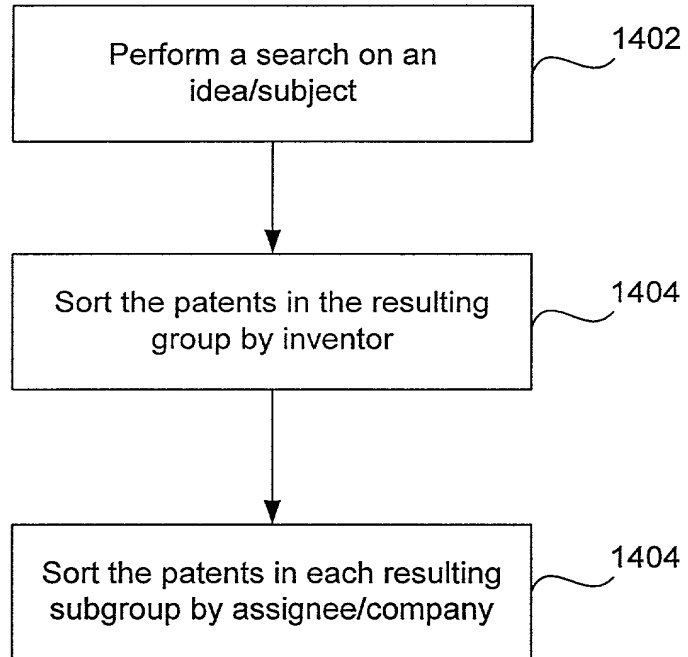 Perform a search on an
idea/subject
1402
Sort the patents in the resulting
group by inventor
1404
Sort the patents in each resulting
subgroup by assignee/company
1404